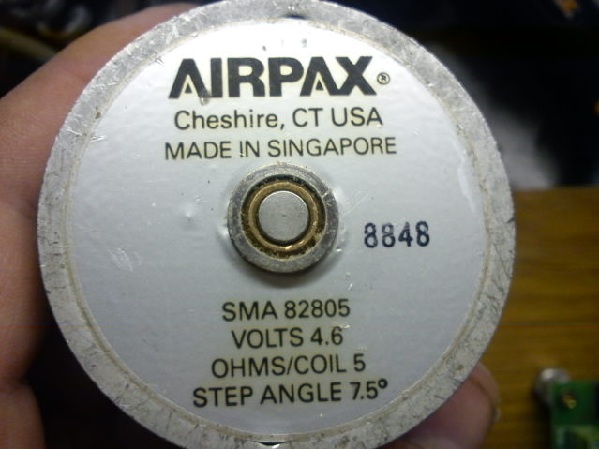 AIRPAX®
Cheshire, CT USA
MADE IN SINGAPORE
8848
SMA 82805
VOLTS 4.6
OHMS/COIL 5
STEP ANGLE 7.5°